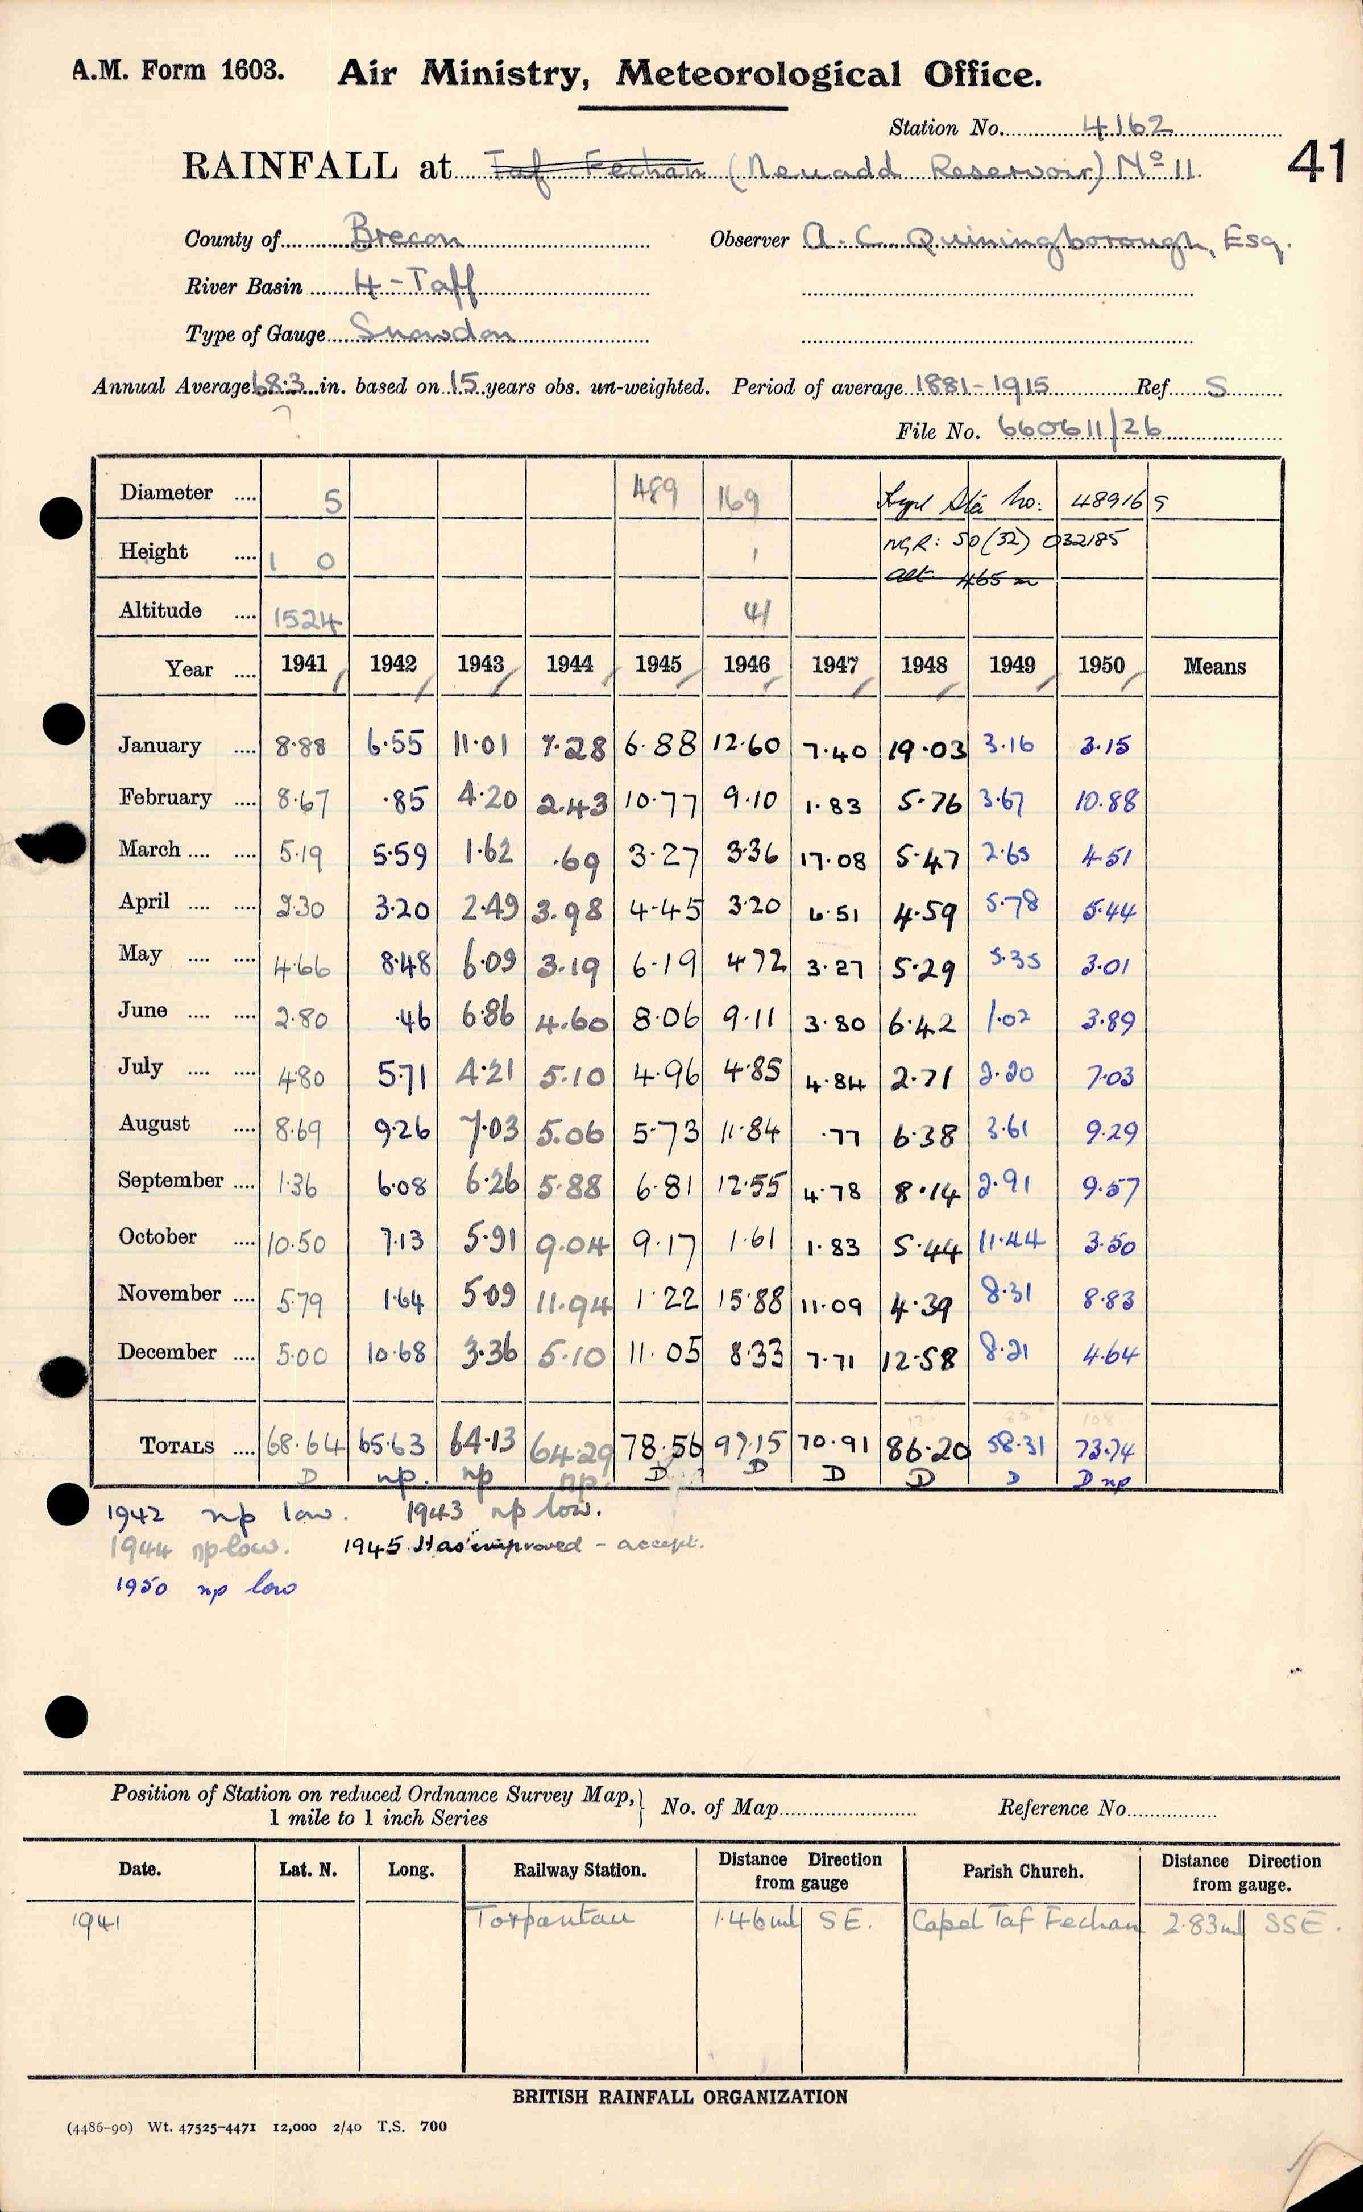 A.M. Form 1603. Air Ministry, Meteorological Office.
Station No. 4162
RAINFALL at Taf Fechan (Neuadd Reservoir) No 11. 41
County of Brecon Observer A. C. Quiningborough, Esq.
River Basin 4 - Taff
Type of Gauge Snowdon
Annual Average 68.3 in. based on 15 years obs. un-weighted. Period of average 1881-1915 Ref S
?
File No. 660611/26
Diameter .... 5 489 169 Sta No: 489169
Height .... 1 0 1 NGR: SO (32) 032185
alt 465 m
Altitude .... 1524 41
Year .... 1941 1942 1943 1944 1945 1946 1947 1948 1949 1950 Means
January .... 8.88 6.55 11.01 7.28 6.88 12.60 7.40 19.03 3.16 3.15
February .... 8.67 .85 4.20 2.43 10.77 9.10 1.83 5.76 3.67 10.88
March .... .... 5.19 5.59 1.62 .69 3.27 3.36 17.08 5.47 2.65 4.51
April .... .... 2.30 3.20 2.49 3.98 4.45 3.20 6.51 4.59 5.78 5.44
May .... .... 4.66 8.48 6.09 3.19 6.19 4.72 3.27 5.29 5.35 3.01
June .... .... 2.80 .46 6.86 4.60 8.06 9.11 3.80 6.42 1.02 3.89
July .... .... 4.80 5.71 4.21 5.10 4.96 4.85 4.84 2.71 2.20 7.03
August .... 8.69 9.26 7.03 5.06 5.73 11.84 .77 6.38 3.61 9.29
September .... 1.36 6.08 6.26 5.88 6.81 12.55 4.78 8.14 2.91 9.57
October .... 10.50 7.13 5.91 9.04 9.17 1.61 1.83 5.44 11.44 3.50
November .... 5.79 1.64 5.09 11.94 1.22 15.88 11.09 4.39 8.31 8.83
December .... 5.00 10.68 3.36 5.10 11.05 8.33 7.71 12.58 8.21 4.64
TOTALS .... 68.64 65.63 64.13 64.29 78.56 97.15 70.91 86.20 58.31 73.74
D np. np np. D D D D D D np
1942 np low. 1943 np low.
1944 np low. 1945 Has improved - accept.
1950 np low
Position of Station on reduced Ordnance Survey Map, 1 mile to 1 inch Series } No. of Map Reference No.
Date. Lat. N. Long. Railway Station. Distance Direction from gauge Parish Church. Distance Direction from gauge.
1941 Torpantau 1.46 ml SE. Capel Taf Fechan 2.83 ml SSE.
BRITISH RAINFALL ORGANIZATION
(4486-90) Wt. 47525-4471 12,000 2/40 T.S. 700